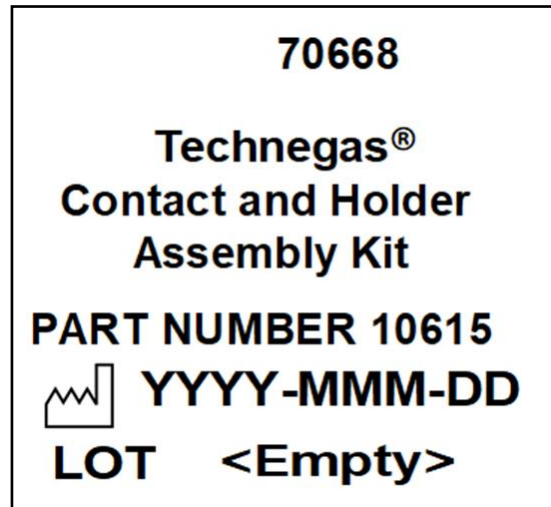 70668
Technegas®
Contact and Holder
Assembly Kit
PART NUMBER 10615
YYYY-MMM-DD
LOT <Empty>